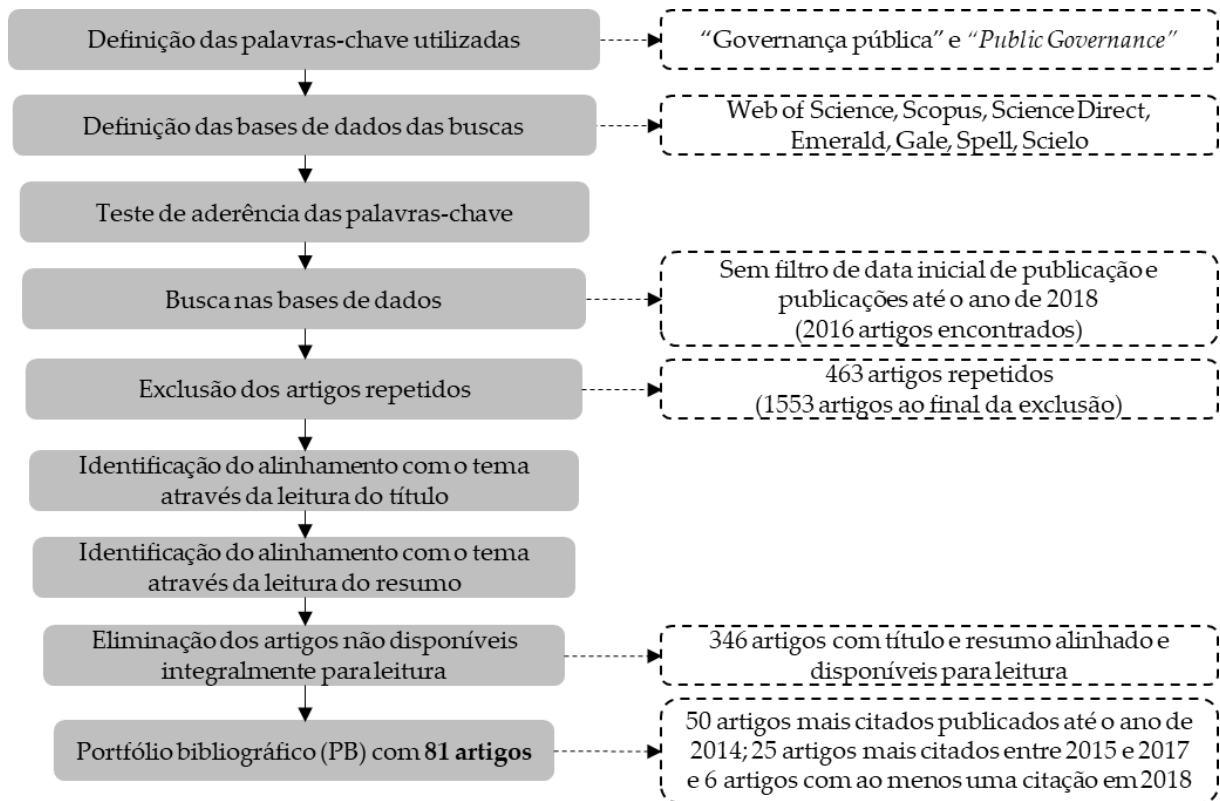 Definição das palavras-chave utilizadas
“Governança pública” e “Public Governance”
Definição das bases de dados das buscas
Web of Science, Scopus, Science Direct,
Emerald, Gale, Spell, Scielo
Teste de aderência das palavras-chave
Busca nas bases de dados
Sem filtro de data inicial de publicação e
publicações até o ano de 2018
(2016 artigos encontrados)
Exclusão dos artigos repetidos
463 artigos repetidos
(1553 artigos ao final da exclusão)
Identificação do alinhamento com o tema
através da leitura do título
Identificação do alinhamento com o tema
através da leitura do resumo
Eliminação dos artigos não disponíveis
integralmente para leitura
346 artigos com título e resumo alinhado e
disponíveis para leitura
Portfólio bibliográfico (PB) com 81 artigos
50 artigos mais citados publicados até o ano de
2014; 25 artigos mais citados entre 2015 e 2017
e 6 artigos com ao menos uma citação em 2018